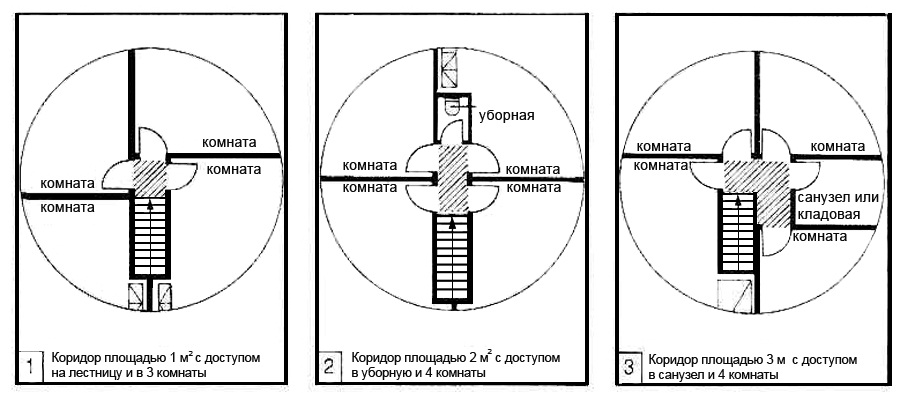 комната
комната
комната
комната
1 Коридор площадью 1 м² с доступом
на лестницу и в 3 комнаты
уборная
комната
комната
комната
комната
2 Коридор площадью 2 м² с доступом
в уборную и 4 комнаты
комната
комната
комната
санузел или
кладовая
комната
3 Коридор площадью 3 м с доступом
в санузел и 4 комнаты